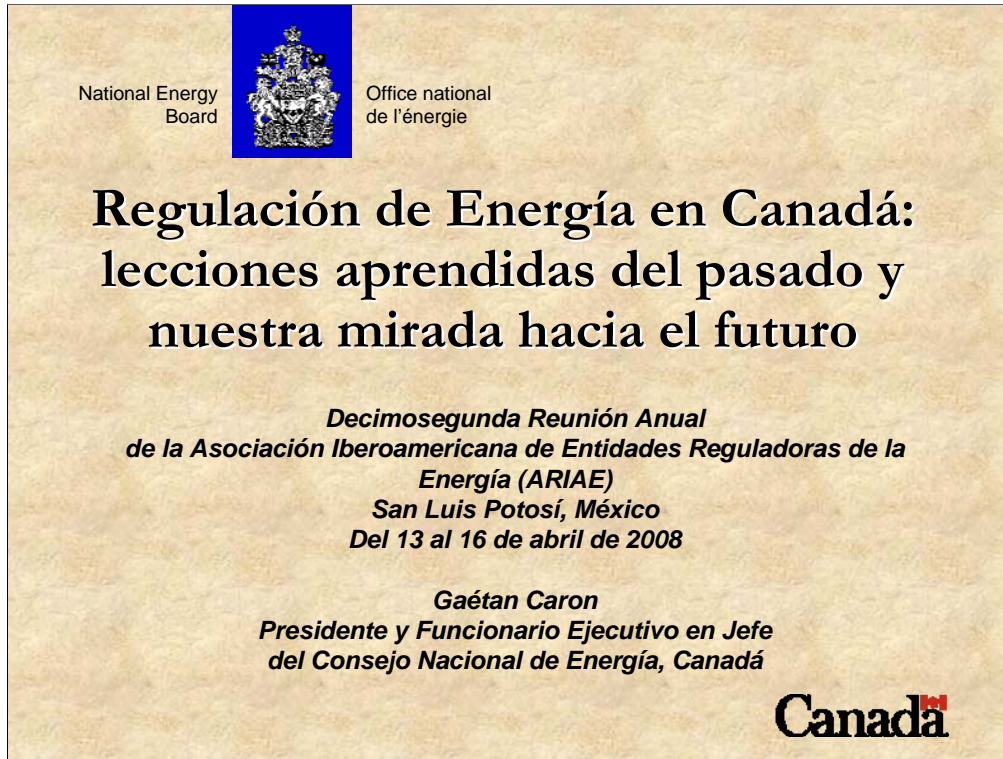 National Energy
Board
Office national
de l'énergie
Regulación de Energía en Canadá:
lecciones aprendidas del pasado y
nuestra mirada hacia el futuro
Decimosegunda Reunión Anual
de la Asociación Iberoamericana de Entidades Reguladoras de la
Energía (ARIAE)
San Luis Potosí, México
Del 13 al 16 de abril de 2008
Gaétan Caron
Presidente y Funcionario Ejecutivo en Jefe
del Consejo Nacional de Energía, Canadá
Canada